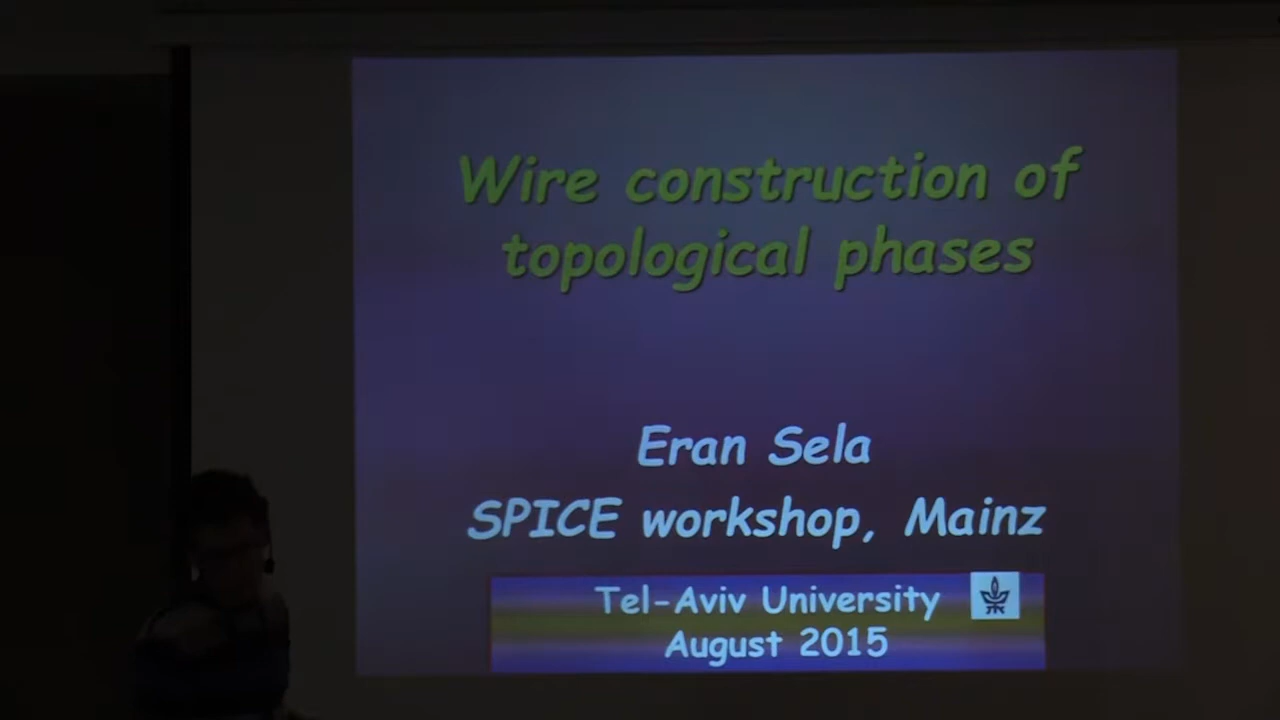 Wire construction of
topological phases
Eran Sela
SPICE workshop, Mainz
Tel-Aviv University
August 2015